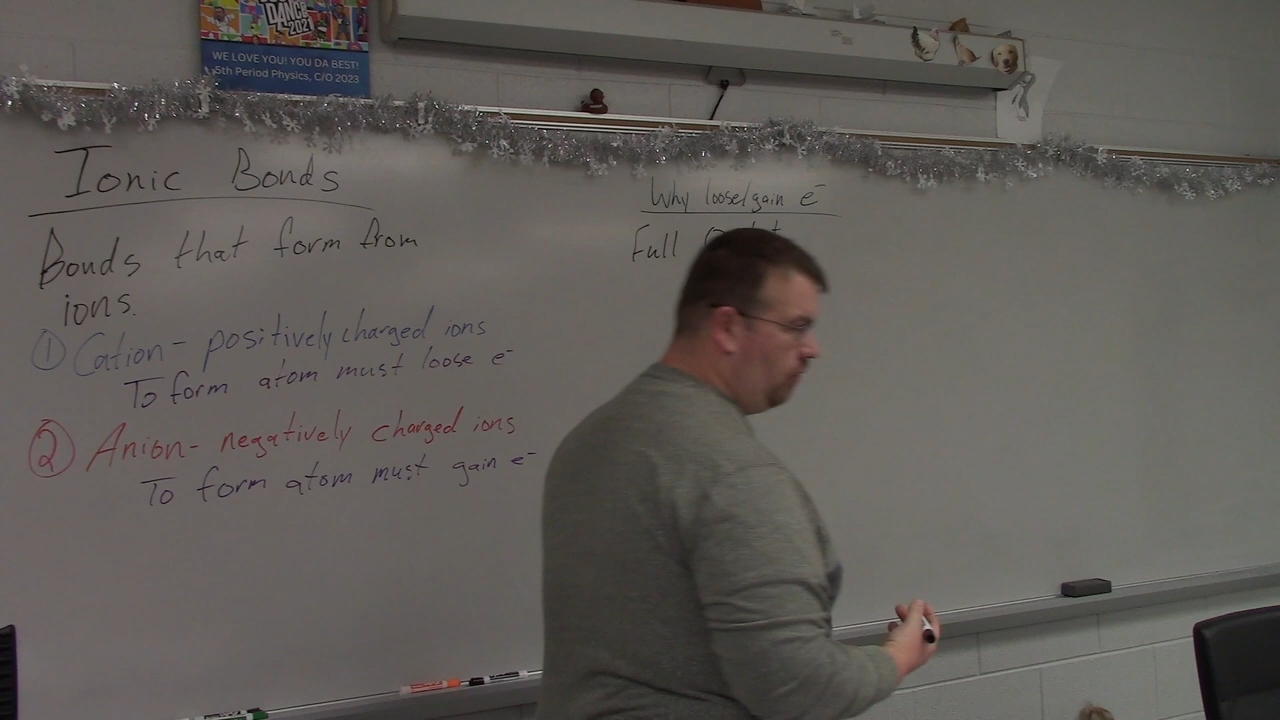 DANCE
202
WE LOVE YOU! YOU DA BEST!
5th Period Physics, C/O 2023
Ionic Bonds
Bonds that form from
ions.
① Cation - positively charged ions
To form atom must loose e⁻
② Anion - negatively charged ions
To form atom must gain e⁻
Why loose/gain e⁻
Full